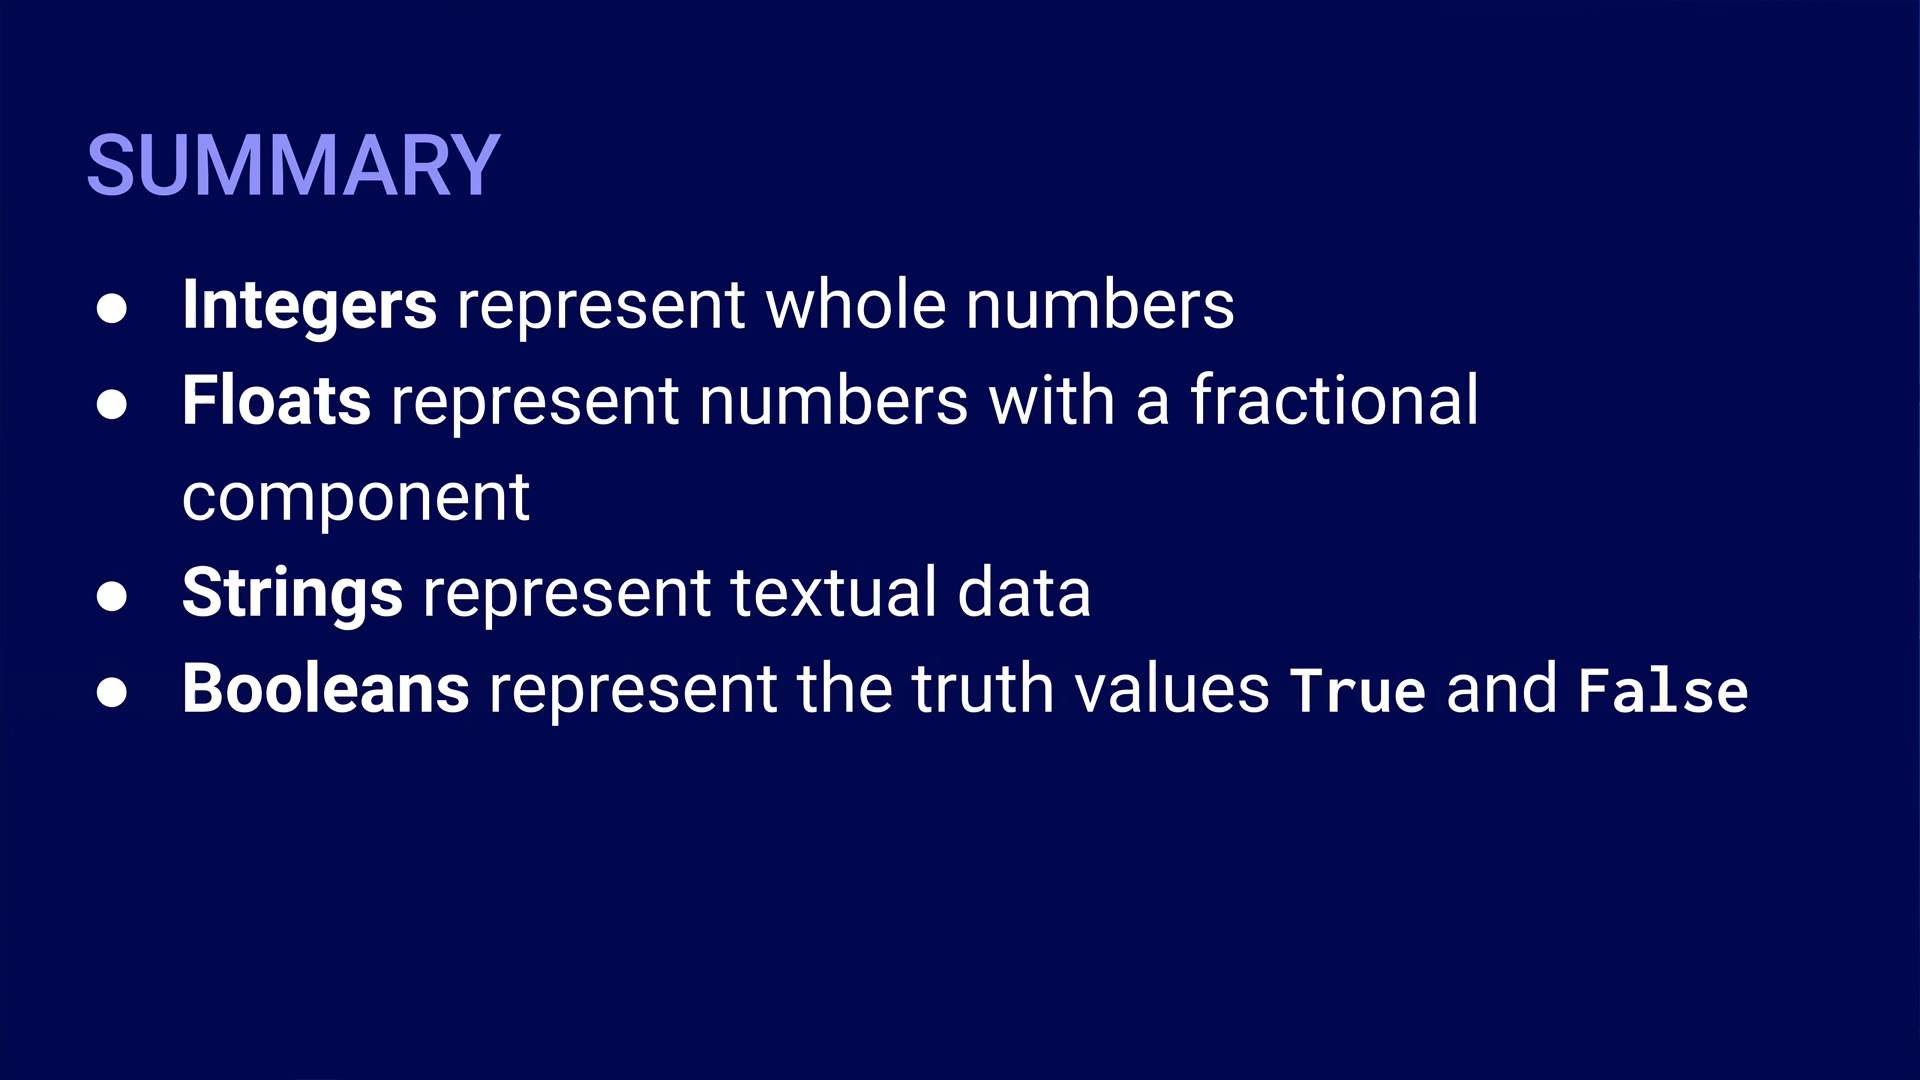 SUMMARY
● Integers represent whole numbers
● Floats represent numbers with a fractional
component
● Strings represent textual data
● Booleans represent the truth values True and False